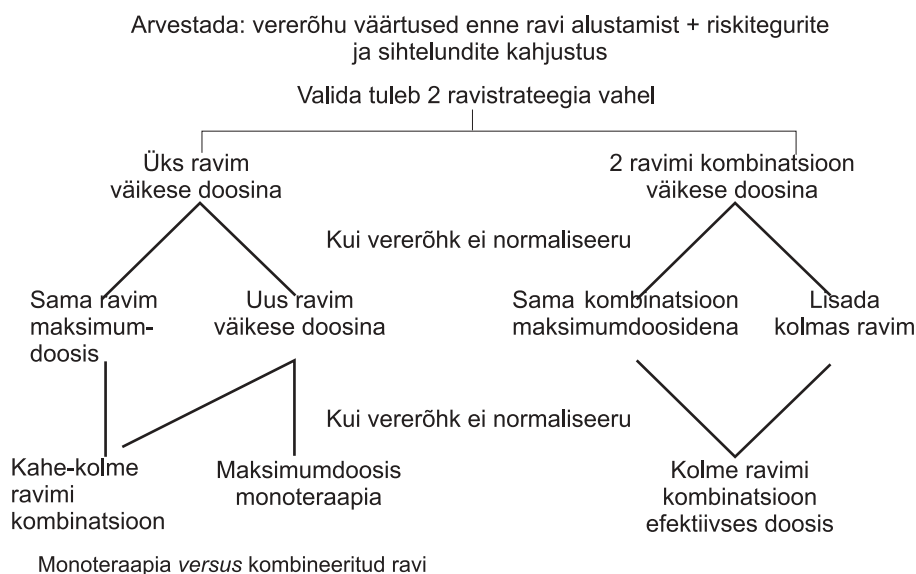 Arvestada: vererõhu väärtused enne ravi alustamist + riskitegurite
ja sihtelundite kahjustus
Valida tuleb 2 ravistrateegia vahel
Üks ravim
väikese doosina
2 ravimi kombinatsioon
väikese doosina
Kui vererõhk ei normaliseeru
Sama ravim
maksimum-
doosis
Uus ravim
väikese doosina
Sama kombinatsioon
maksimumdoosidena
Lisada
kolmas ravim
Kui vererõhk ei normaliseeru
Kahe-kolme
ravimi
kombinatsioon
Maksimumdoosis
monoteraapia
Kolme ravimi
kombinatsioon
efektiivses doosis
Monoteraapia versus kombineeritud ravi